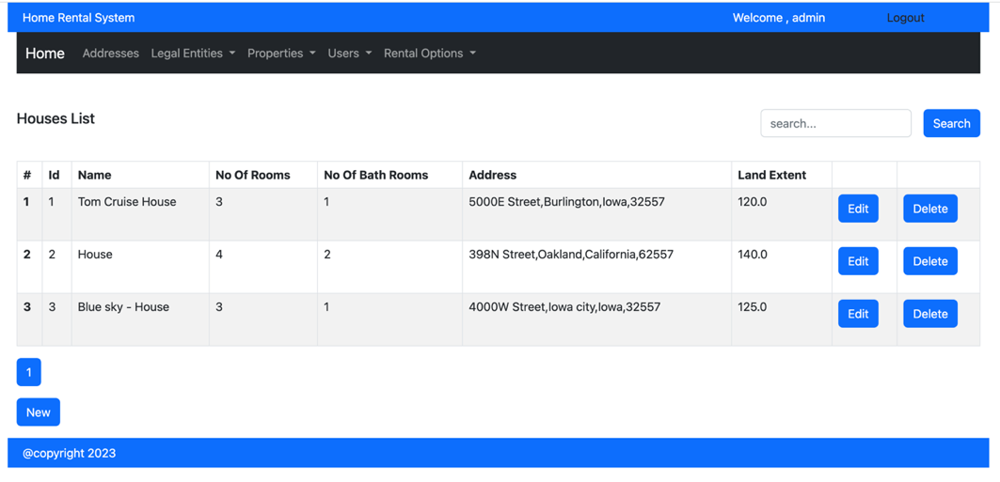 Home Rental System Welcome , admin Logout
Home Addresses Legal Entities Properties Users Rental Options
Houses List search... Search
# Id Name No Of Rooms No Of Bath Rooms Address Land Extent
1 1 Tom Cruise House 3 1 5000E Street,Burlington,Iowa,32557 120.0 Edit Delete
2 2 House 4 2 398N Street,Oakland,California,62557 140.0 Edit Delete
3 3 Blue sky - House 3 1 4000W Street,Iowa city,Iowa,32557 125.0 Edit Delete
1
New
@copyright 2023